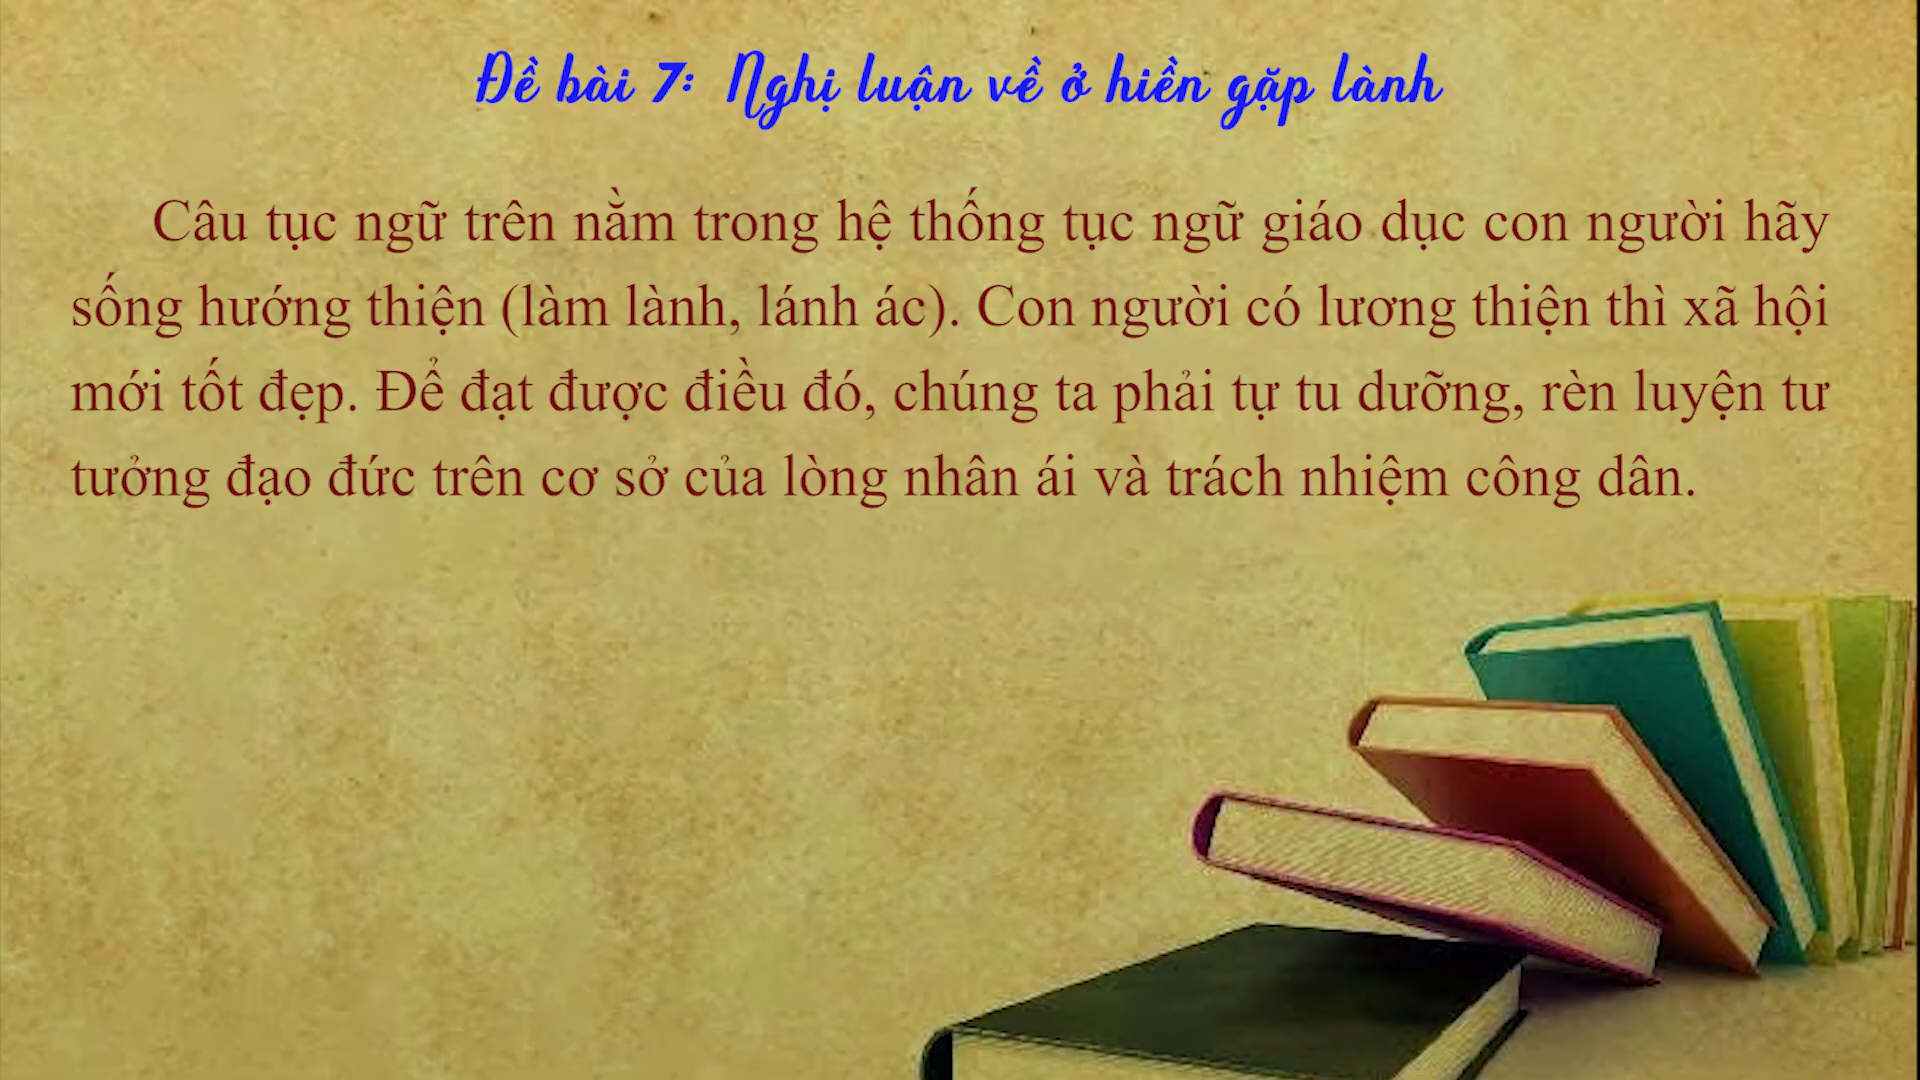 Đề bài 7: Nghị luận về ở hiền gặp lành
Câu tục ngữ trên nằm trong hệ thống tục ngữ giáo dục con người hãy
sống hướng thiện (làm lành, lánh ác). Con người có lương thiện thì xã hội
mới tốt đẹp. Để đạt được điều đó, chúng ta phải tự tu dưỡng, rèn luyện tư
tưởng đạo đức trên cơ sở của lòng nhân ái và trách nhiệm công dân.